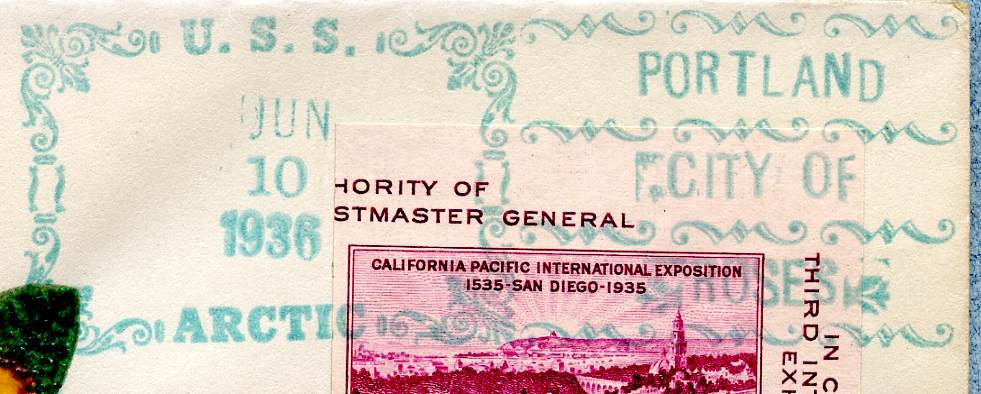 U. S. S.
JUN
10
1936
ARCTIC
PORTLAND
CITY OF
ROSES
HORITY OF
STMASTER GENERAL
CALIFORNIA PACIFIC INTERNATIONAL EXPOSITION
1535-SAN DIEGO-1935
THIRD INT
IN C
EXH